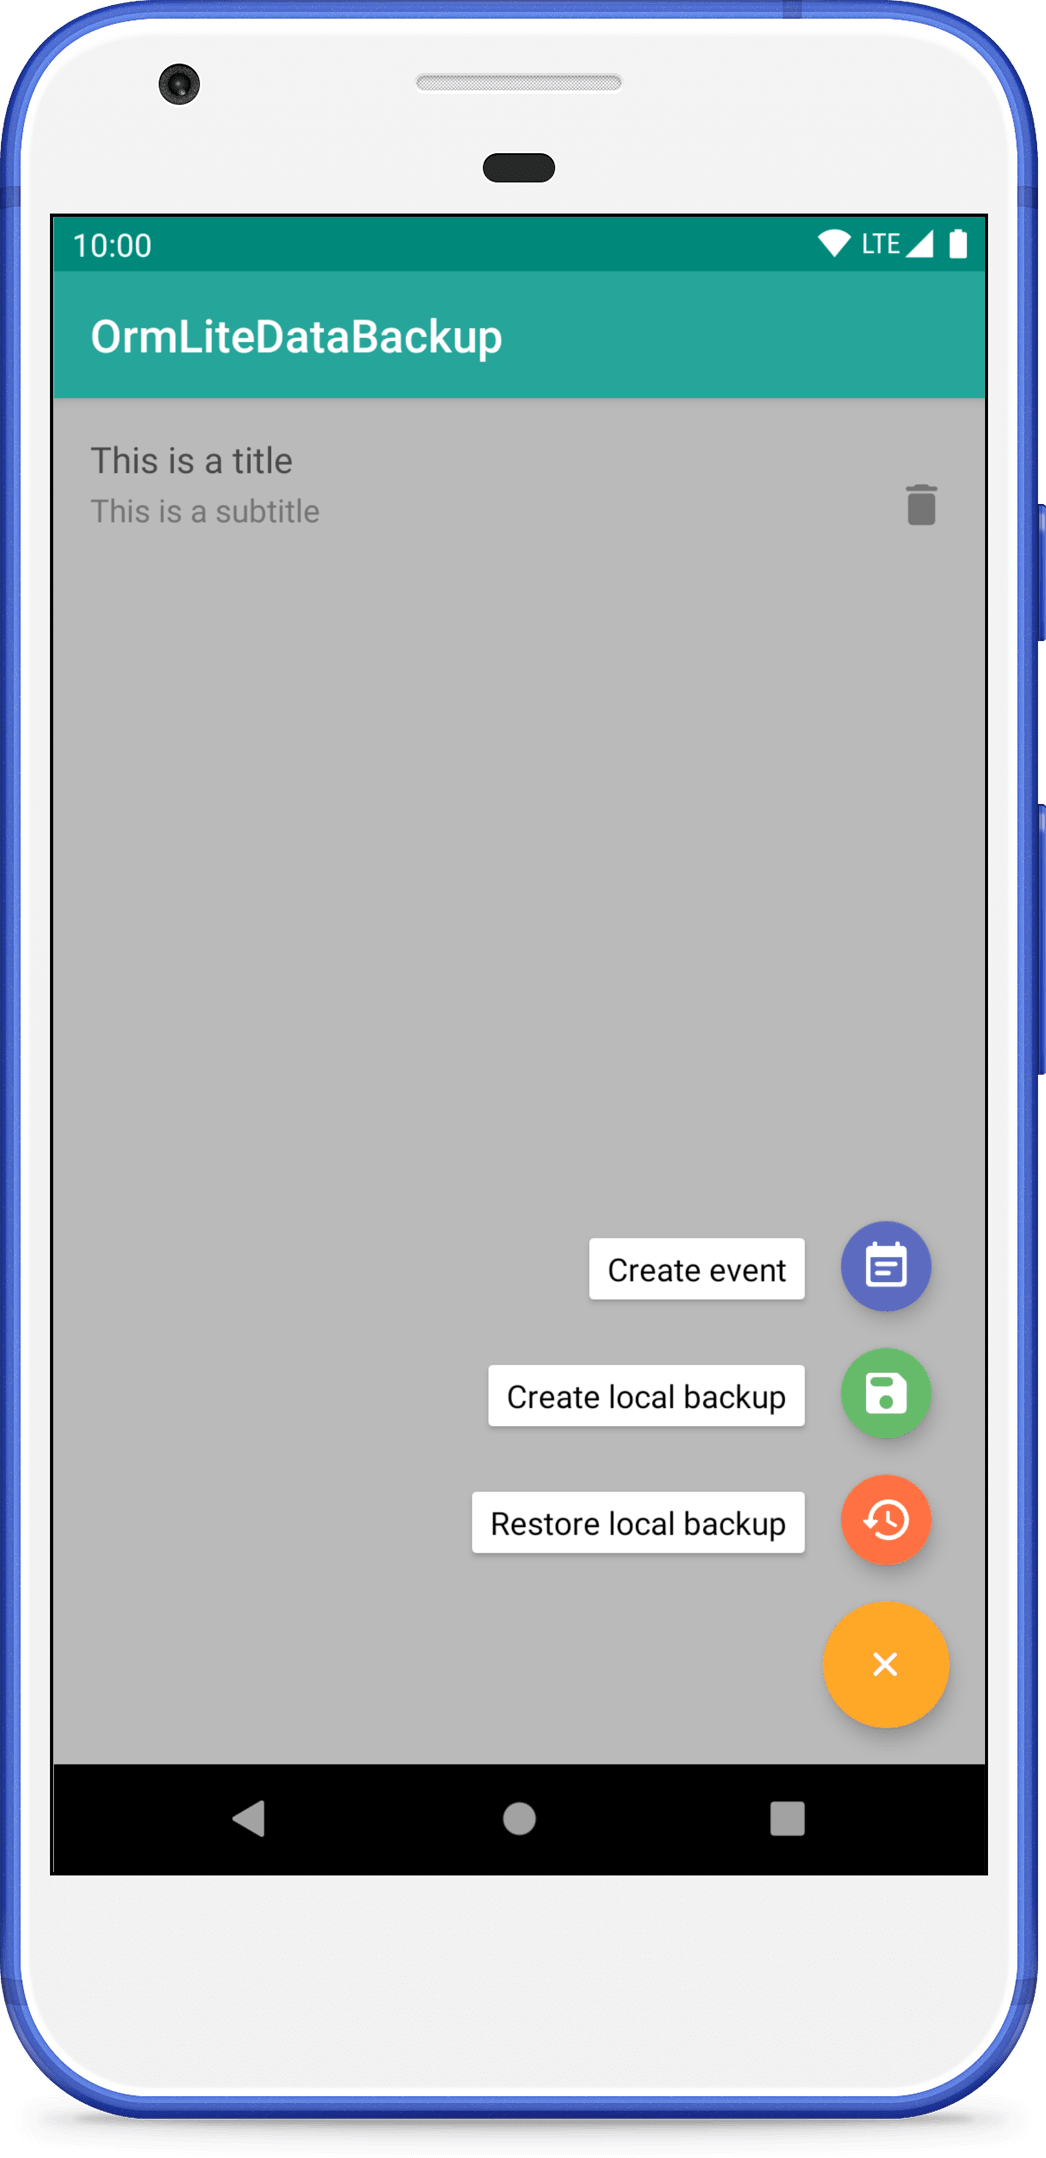 10:00 LTE
OrmLiteDataBackup
This is a title
This is a subtitle
Create event
Create local backup
Restore local backup